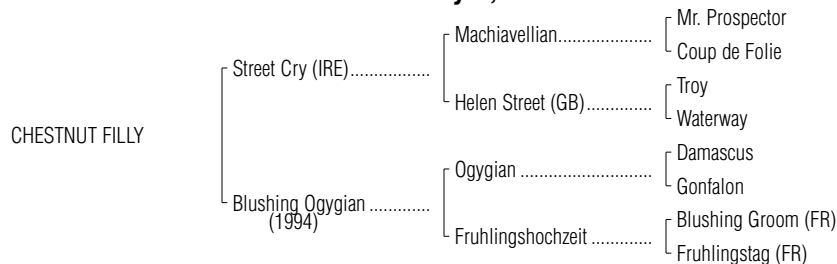 Mr. Prospector
Machiavellian....................
Coup de Folie
Street Cry (IRE).................
Troy
Helen Street (GB)..............
Waterway
CHESTNUT FILLY
Damascus
Ogygian ............................
Gonfalon
Blushing Ogygian .............
(1994)
Blushing Groom (FR)
Fruhlingshochzeit .............
Fruhlingstag (FR)